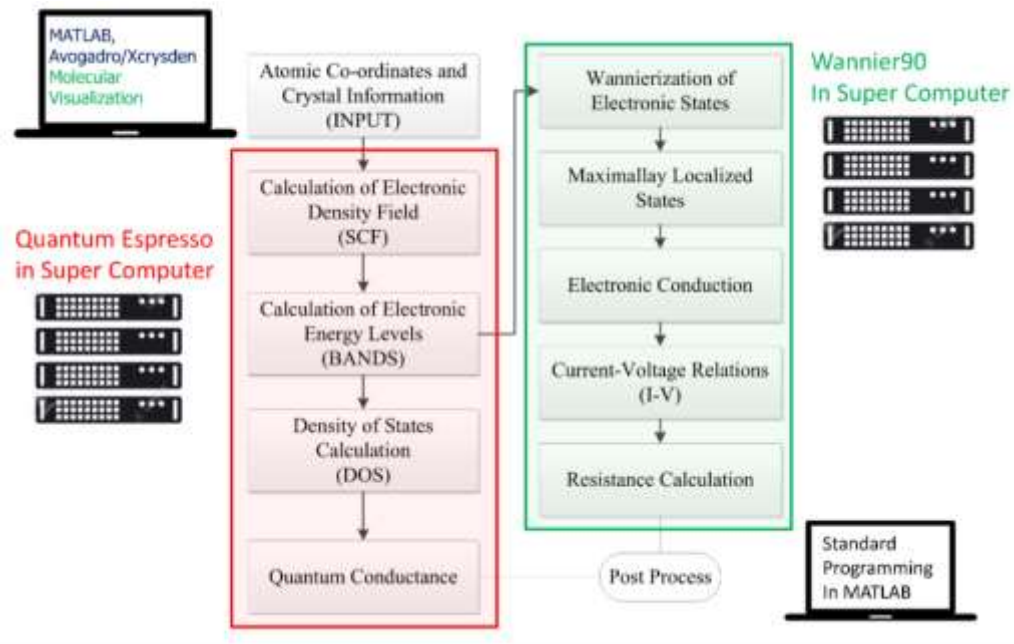 MATLAB,
Avogadro/Xcrysden
Molecular
Visualization
Atomic Co-ordinates and
Crystal Information
(INPUT)
Calculation of Electronic
Density Field
(SCF)
Quantum Espresso
in Super Computer
Calculation of Electronic
Energy Levels
(BANDS)
Density of States
Calculation
(DOS)
Quantum Conductance
Wannierization of
Electronic States
Maximallay Localized
States
Electronic Conduction
Current-Voltage Relations
(I-V)
Resistance Calculation
Wannier90
In Super Computer
Post Process
Standard
Programming
In MATLAB